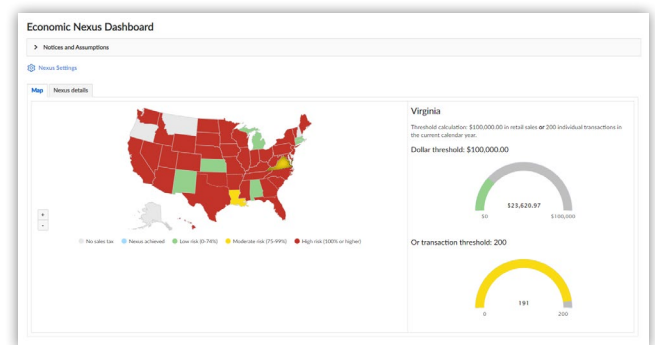 Economic Nexus Dashboard
Notices and Assumptions
Nexus Settings
Map Nexus details
+
-
No sales tax Nexus achieved Low risk (0-74%) Moderate risk (75-99%) High risk (100% or higher)
Virginia
Threshold calculation: $100,000.00 in retail sales or 200 individual transactions in
the current calendar year.
Dollar threshold: $100,000.00
$23,620.97
$0 $100,000
Or transaction threshold: 200
191
0 200